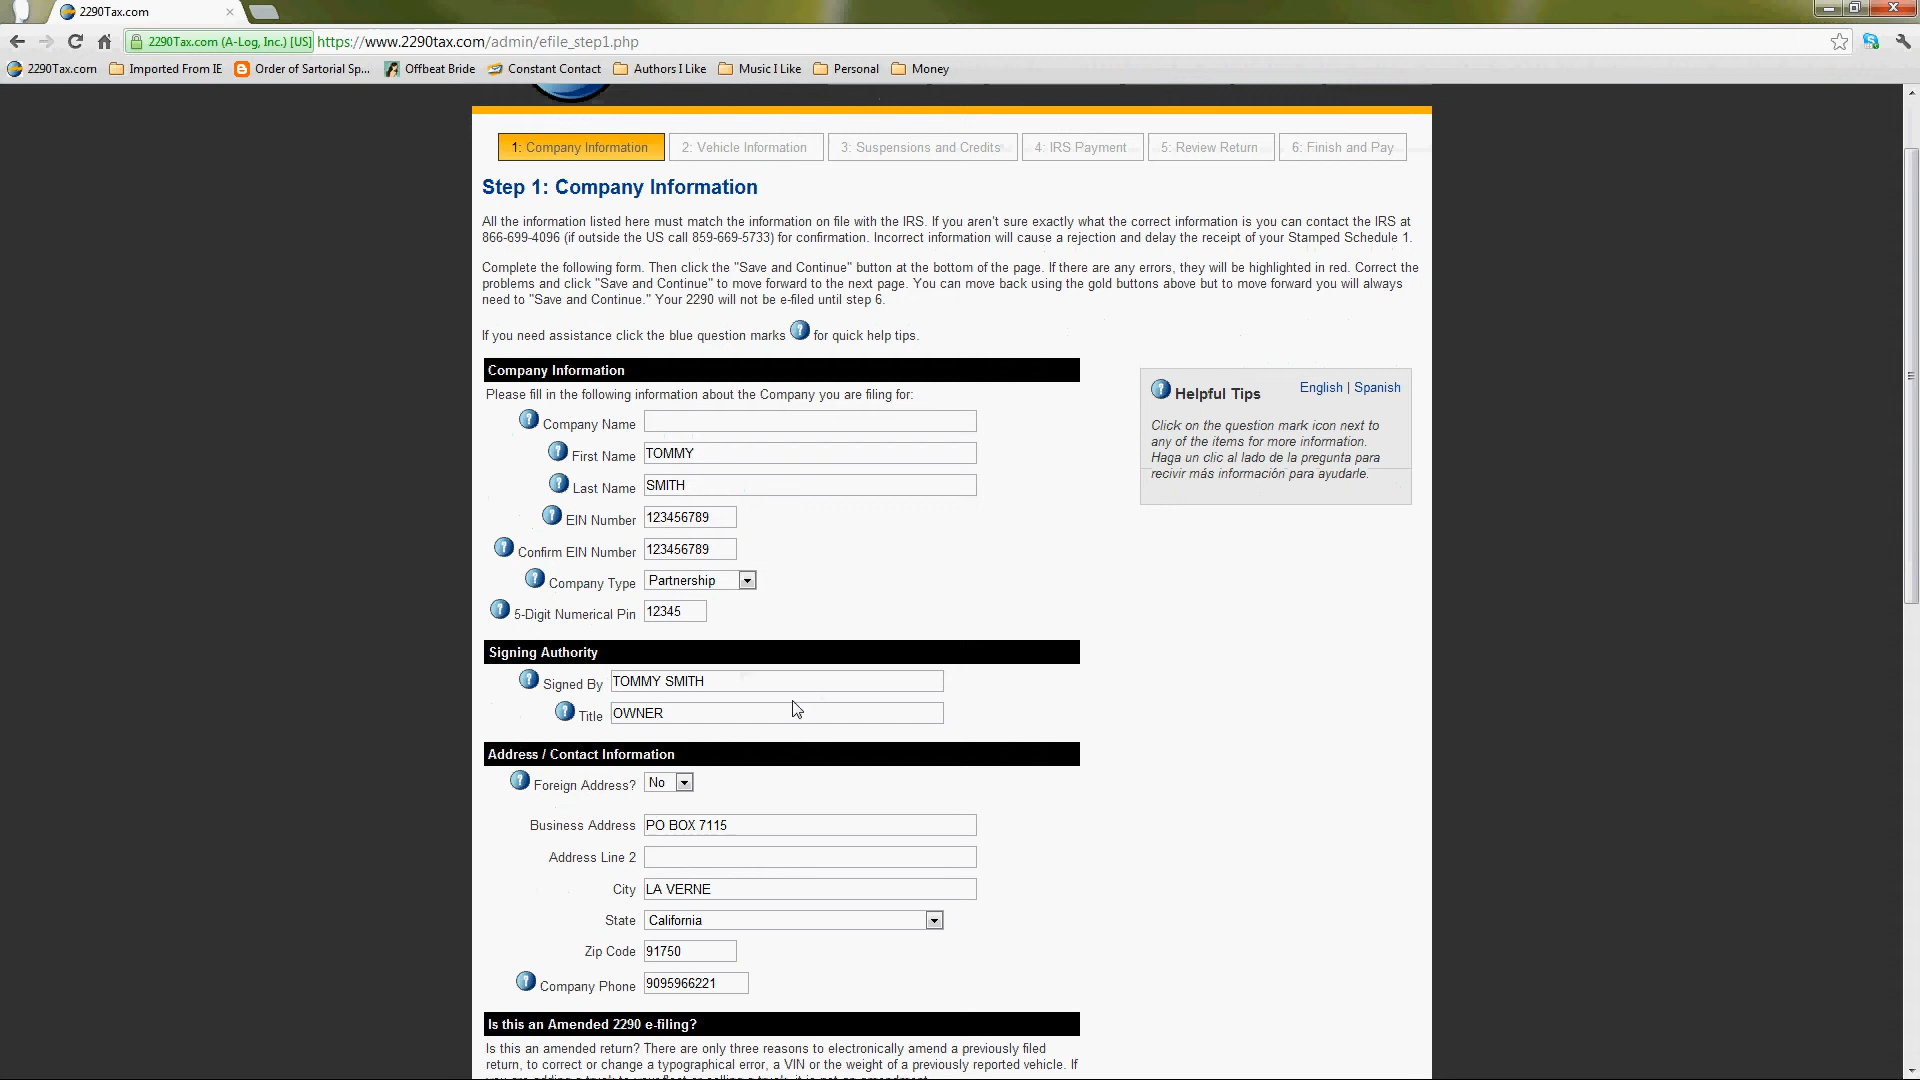 2290Tax.com
2290Tax.com (A-Log, Inc.) [US] https://www.2290tax.com/admin/efile_step1.php
2290Tax.com Imported From IE Order of Sartorial Sp... Offbeat Bride Constant Contact Authors I Like Music I Like Personal Money
1: Company Information 2: Vehicle Information 3: Suspensions and Credits 4: IRS Payment 5: Review Return 6: Finish and Pay
Step 1: Company Information
All the information listed here must match the information on file with the IRS. If you aren't sure exactly what the correct information is you can contact the IRS at
866-699-4096 (if outside the US call 859-669-5733) for confirmation. Incorrect information will cause a rejection and delay the receipt of your Stamped Schedule 1.
Complete the following form. Then click the "Save and Continue" button at the bottom of the page. If there are any errors, they will be highlighted in red. Correct the
problems and click "Save and Continue" to move forward to the next page. You can move back using the gold buttons above but to move forward you will always
need to "Save and Continue." Your 2290 will not be e-filed until step 6.
If you need assistance click the blue question marks ? for quick help tips.
Company Information
Please fill in the following information about the Company you are filing for:
? Company Name
? First Name TOMMY
? Last Name SMITH
? EIN Number 123456789
? Confirm EIN Number 123456789
? Company Type Partnership
? 5-Digit Numerical Pin 12345
Signing Authority
? Signed By TOMMY SMITH
? Title OWNER
Address / Contact Information
? Foreign Address? No
Business Address PO BOX 7115
Address Line 2
City LA VERNE
State California
Zip Code 91750
? Company Phone 9095966221
Is this an Amended 2290 e-filing?
Is this an amended return? There are only three reasons to electronically amend a previously filed
return, to correct or change a typographical error, a VIN or the weight of a previously reported vehicle. If
? Helpful Tips English | Spanish
Click on the question mark icon next to
any of the items for more information.
Haga un clic al lado de la pregunta para
recivir más información para ayudarle.